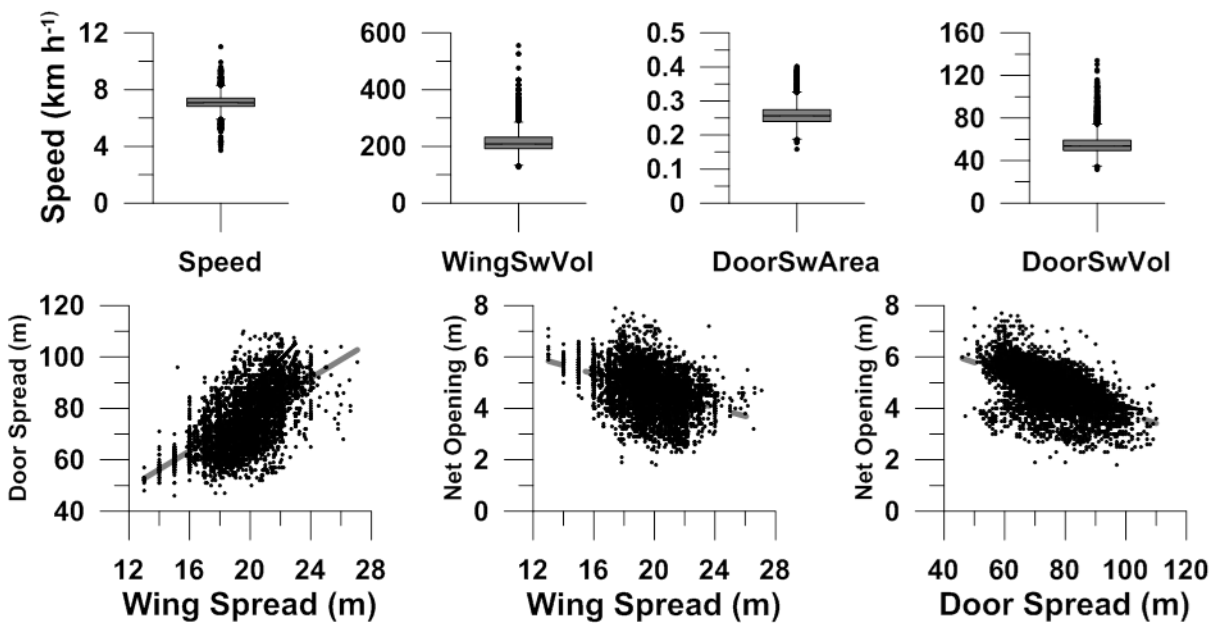 Speed (km h-1)
12
8
4
0
Speed
600
400
200
0
WingSwVol
0.5
0.4
0.3
0.2
0.1
0
DoorSwArea
160
120
80
40
0
DoorSwVol
Door Spread (m)
120
100
80
60
40
12 16 20 24 28
Wing Spread (m)
Net Opening (m)
8
6
4
2
0
12 16 20 24 28
Wing Spread (m)
Net Opening (m)
8
6
4
2
0
40 60 80 100 120
Door Spread (m)